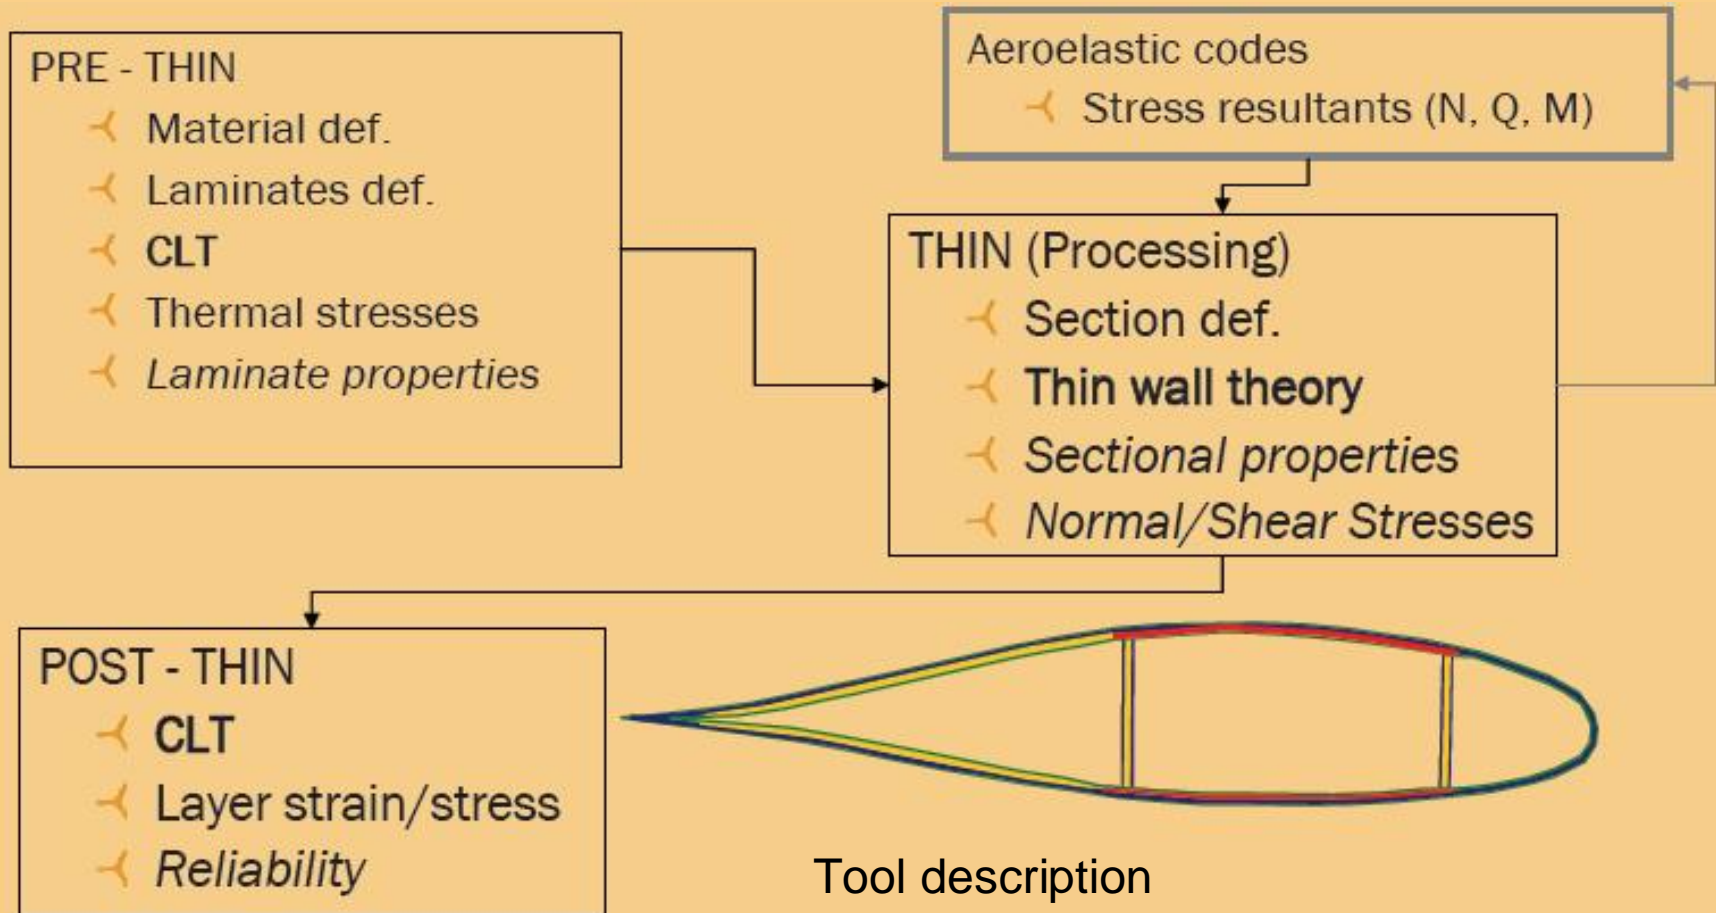 PRE - THIN
Material def.
Laminates def.
CLT
Thermal stresses
Laminate properties
Aeroelastic codes
Stress resultants (N, Q, M)
THIN (Processing)
Section def.
Thin wall theory
Sectional properties
Normal/Shear Stresses
POST - THIN
CLT
Layer strain/stress
Reliability
Tool description